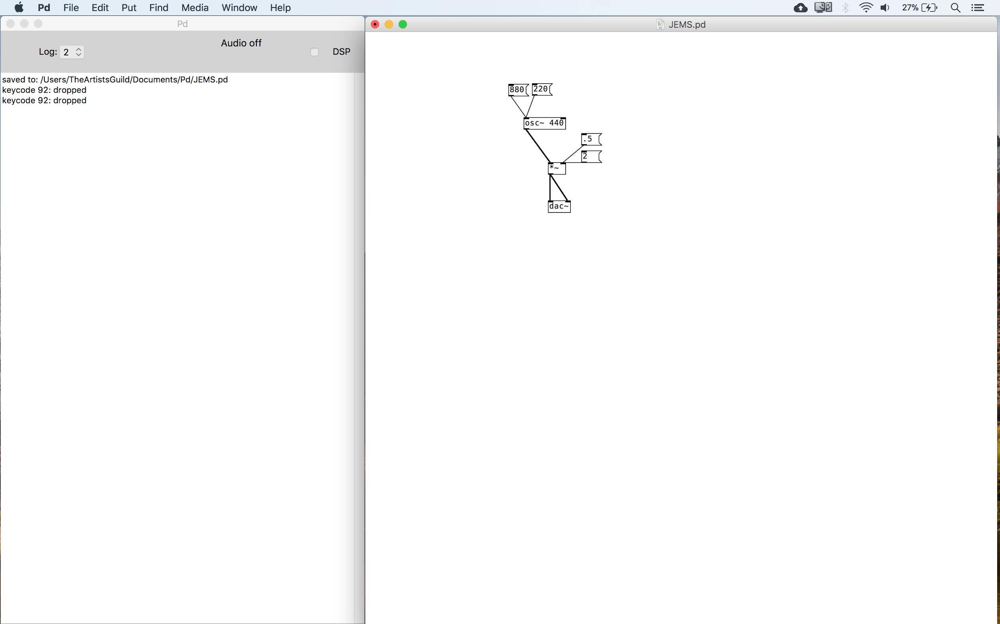 Pd File Edit Put Find Media Window Help 27%
Pd
Audio off
Log: 2 DSP
saved to: /Users/TheArtistsGuild/Documents/Pd/JEMS.pd
keycode 92: dropped
keycode 92: dropped
JEMS.pd
880 220
osc~ 440
.5
2
*~
dac~